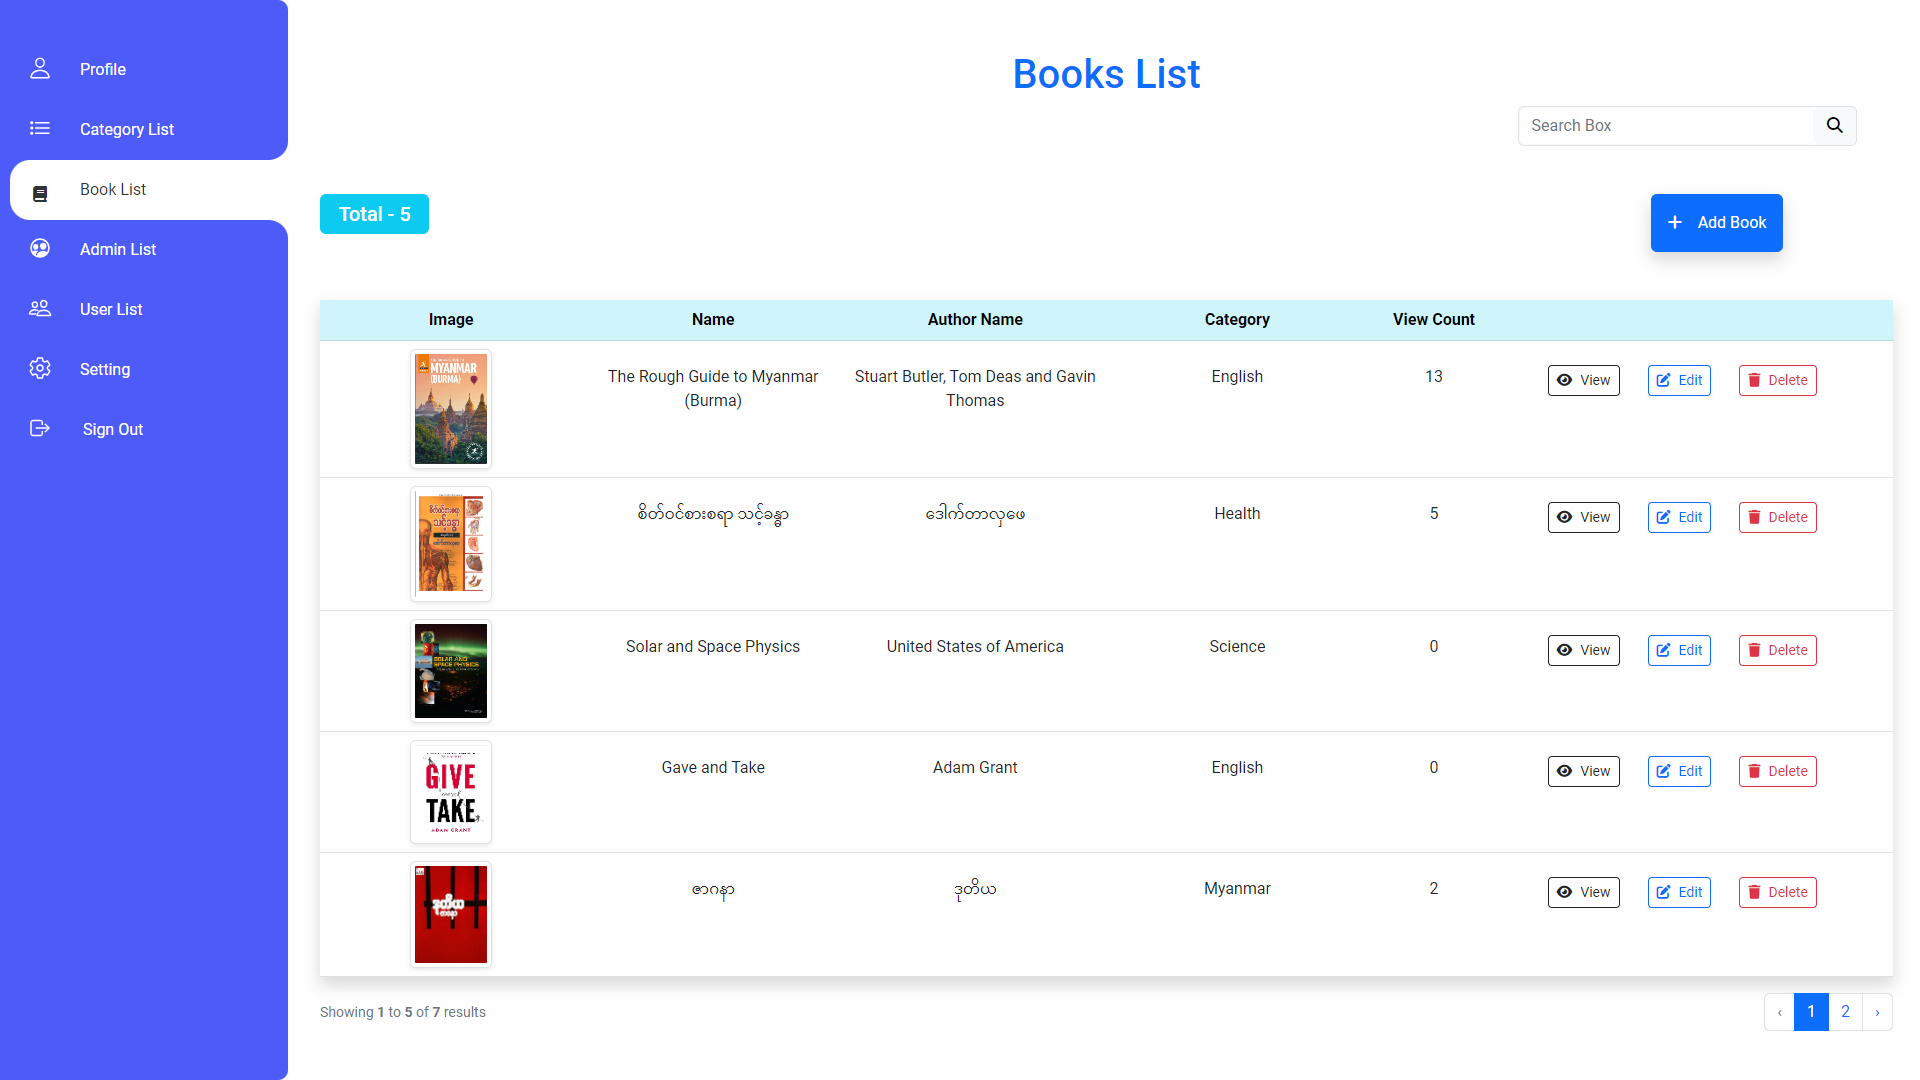 Profile
Category List
Book List
Admin List
User List
Setting
Sign Out
Books List
Search Box
Total - 5
Add Book
Image Name Author Name Category View Count
MYANMAR
(BURMA)
The Rough Guide to Myanmar (Burma)
Stuart Butler, Tom Deas and Gavin Thomas
English
13
View Edit Delete
စိတ်ဝင်စားစရာ သင့်ခန္ဓာ
ဒေါက်တာလှဖေ
Health
5
View Edit Delete
SOLAR AND
SPACE PHYSICS
Solar and Space Physics
United States of America
Science
0
View Edit Delete
GIVE
TAKE
ADAM GRANT
Gave and Take
Adam Grant
English
0
View Edit Delete
ဒုတိယ
ဇာဂနာ
ဇာဂနာ
ဒုတိယ
Myanmar
2
View Edit Delete
Showing 1 to 5 of 7 results
‹ 1 2 ›